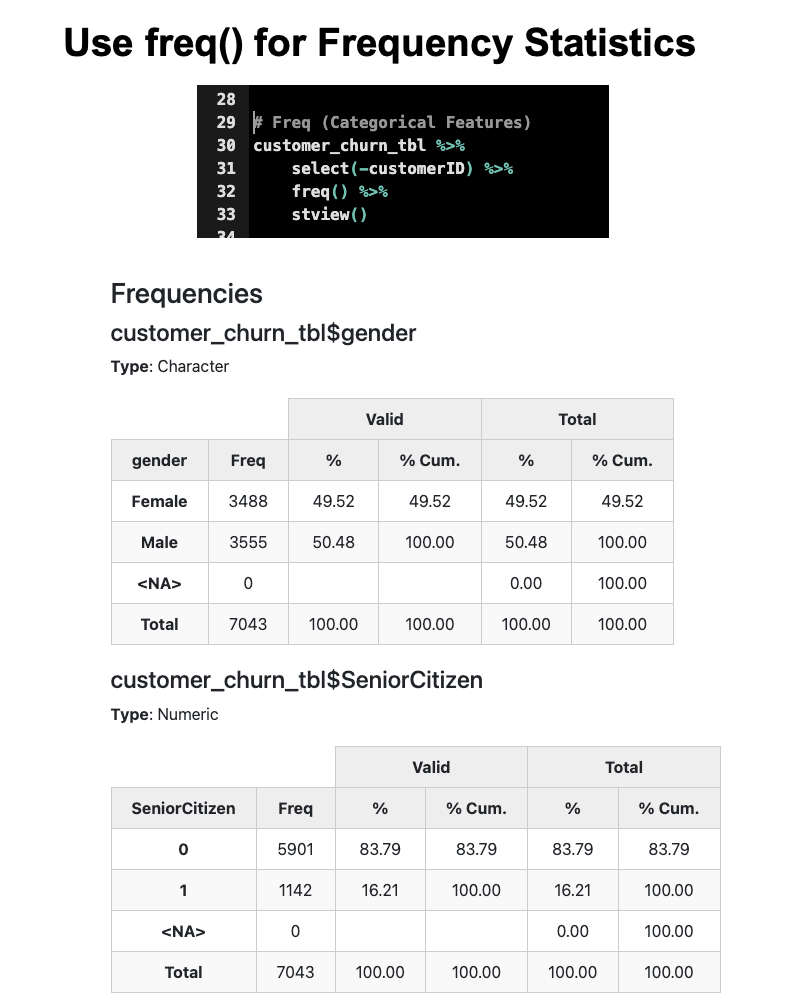 Use freq() for Frequency Statistics
28
29 # Freq (Categorical Features)
30 customer_churn_tbl %>%
31 select(-customerID) %>%
32 freq() %>%
33 stview()
34
Frequencies
customer_churn_tbl$gender
Type: Character
Valid Total
gender Freq % % Cum. % % Cum.
Female 3488 49.52 49.52 49.52 49.52
Male 3555 50.48 100.00 50.48 100.00
<NA> 0 0.00 100.00
Total 7043 100.00 100.00 100.00 100.00
customer_churn_tbl$SeniorCitizen
Type: Numeric
Valid Total
SeniorCitizen Freq % % Cum. % % Cum.
0 5901 83.79 83.79 83.79 83.79
1 1142 16.21 100.00 16.21 100.00
<NA> 0 0.00 100.00
Total 7043 100.00 100.00 100.00 100.00